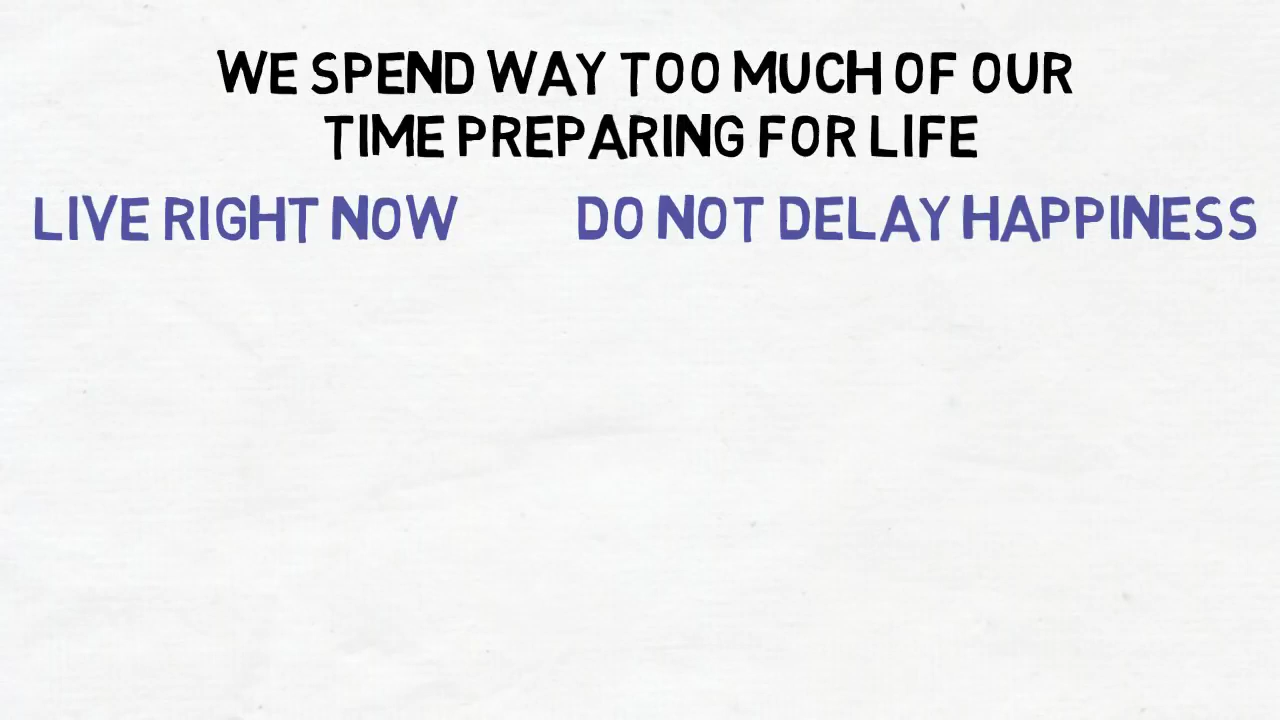 WE SPEND WAY TOO MUCH OF OUR
TIME PREPARING FOR LIFE
LIVE RIGHT NOW
DO NOT DELAY HAPPINESS